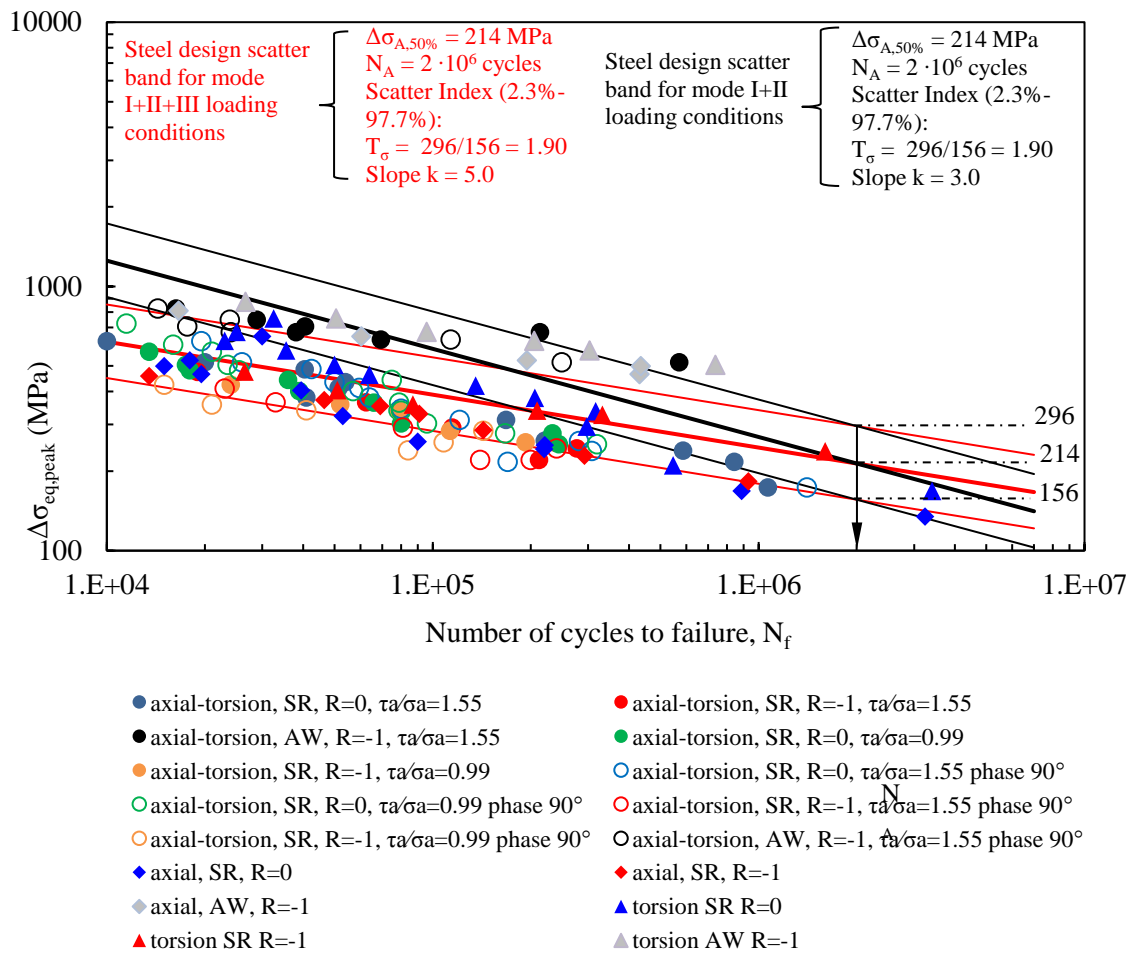 10000
Steel design scatter
band for mode
I+II+III loading
conditions
Δσ_A,50% = 214 MPa
N_A = 2 ·10⁶ cycles
Scatter Index (2.3%-
97.7%):
T_σ = 296/156 = 1.90
Slope k = 5.0
Steel design scatter
band for mode I+II
loading conditions
Δσ_A,50% = 214 MPa
N_A = 2 ·10⁶ cycles
Scatter Index (2.3%-
97.7%):
T_σ = 296/156 = 1.90
Slope k = 3.0
1000
Δσ_eq,peak (MPa)
296
214
156
100
1.E+04 1.E+05 1.E+06 1.E+07
Number of cycles to failure, N_f
axial-torsion, SR, R=0, τa/σa=1.55
axial-torsion, SR, R=-1, τa/σa=1.55
axial-torsion, AW, R=-1, τa/σa=1.55
axial-torsion, SR, R=0, τa/σa=0.99
axial-torsion, SR, R=-1, τa/σa=0.99
axial-torsion, SR, R=0, τa/σa=1.55 phase 90°
N
axial-torsion, SR, R=0, τa/σa=0.99 phase 90°
axial-torsion, SR, R=-1, τa/σa=1.55 phase 90°
A
axial-torsion, SR, R=-1, τa/σa=0.99 phase 90°
axial-torsion, AW, R=-1, τa/σa=1.55 phase 90°
axial, SR, R=0
axial, SR, R=-1
axial, AW, R=-1
torsion SR R=0
torsion SR R=-1
torsion AW R=-1